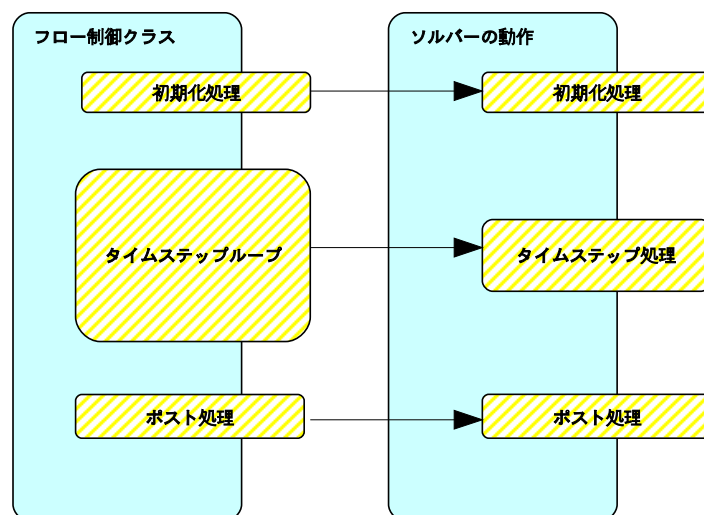 フロー制御クラス
ソルバーの動作
初期化処理
初期化処理
タイムステップループ
タイムステップ処理
ポスト処理
ポスト処理